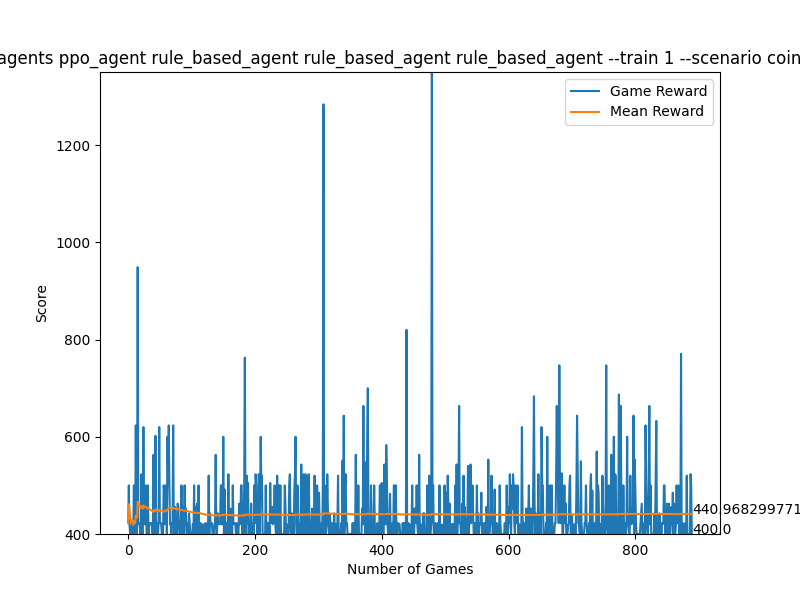 agents ppo_agent rule_based_agent rule_based_agent rule_based_agent --train 1 --scenario coin
Game Reward
Mean Reward
1200
1000
800
600
400
Score
440.968299771
400.0
0
200
400
600
800
Number of Games